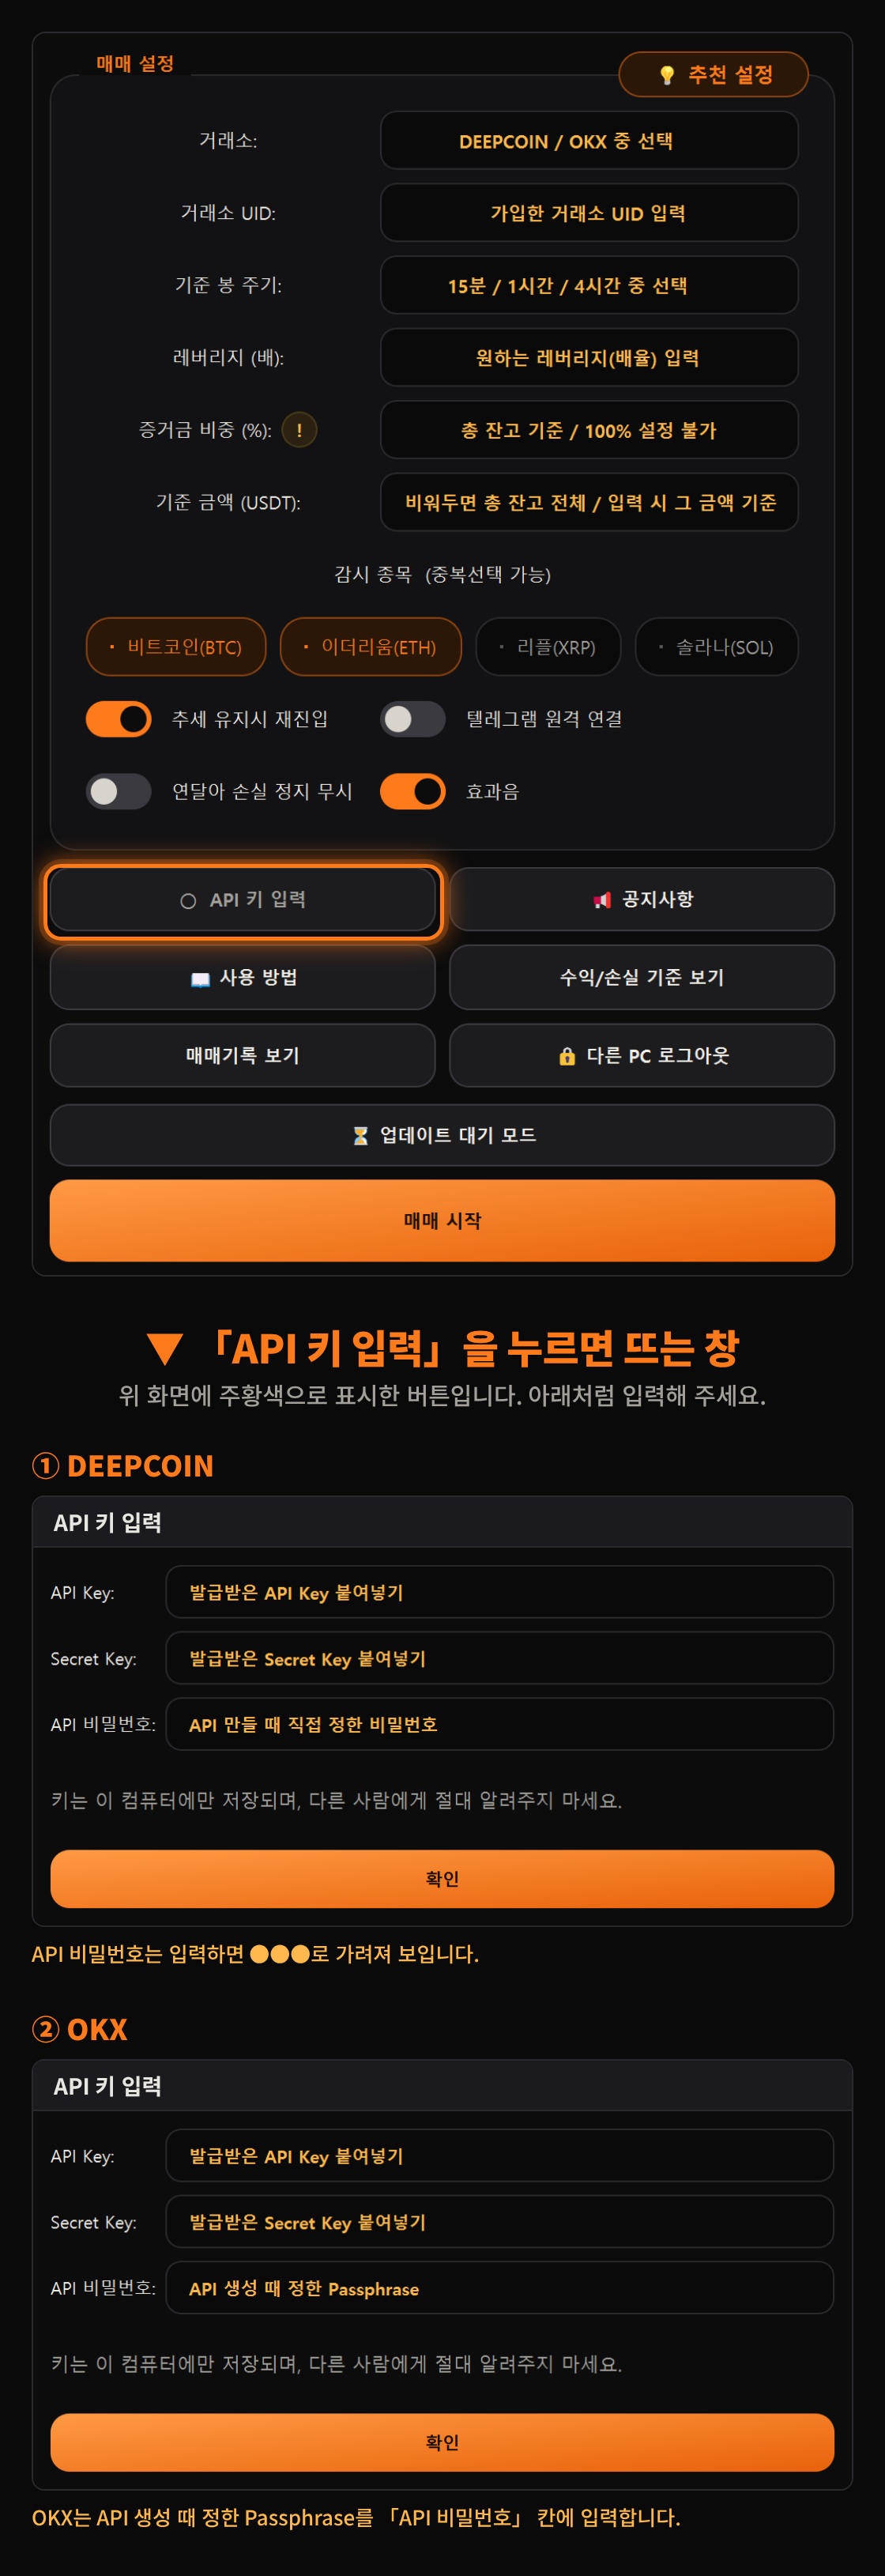 매매 설정
💡 추천 설정
거래소:
DEEPCOIN / OKX 중 선택
거래소 UID:
가입한 거래소 UID 입력
기준 봉 주기:
15분 / 1시간 / 4시간 중 선택
레버리지 (배):
원하는 레버리지(배율) 입력
증거금 비중 (%): !
총 잔고 기준 / 100% 설정 불가
기준 금액 (USDT):
비워두면 총 잔고 전체 / 입력 시 그 금액 기준
감시 종목 (중복선택 가능)
· 비트코인(BTC)
· 이더리움(ETH)
· 리플(XRP)
· 솔라나(SOL)
추세 유지시 재진입
텔레그램 원격 연결
연달아 손실 정지 무시
효과음
○ API 키 입력
📢 공지사항
📖 사용 방법
수익/손실 기준 보기
매매기록 보기
🔒 다른 PC 로그아웃
⏳ 업데이트 대기 모드
매매 시작
▼ 「API 키 입력」을 누르면 뜨는 창
위 화면에 주황색으로 표시한 버튼입니다. 아래처럼 입력해 주세요.
① DEEPCOIN
API 키 입력
API Key:
발급받은 API Key 붙여넣기
Secret Key:
발급받은 Secret Key 붙여넣기
API 비밀번호:
API 만들 때 직접 정한 비밀번호
키는 이 컴퓨터에만 저장되며, 다른 사람에게 절대 알려주지 마세요.
확인
API 비밀번호는 입력하면 ●●●로 가려져 보입니다.
② OKX
API 키 입력
API Key:
발급받은 API Key 붙여넣기
Secret Key:
발급받은 Secret Key 붙여넣기
API 비밀번호:
API 생성 때 정한 Passphrase
키는 이 컴퓨터에만 저장되며, 다른 사람에게 절대 알려주지 마세요.
확인
OKX는 API 생성 때 정한 Passphrase를 「API 비밀번호」 칸에 입력합니다.